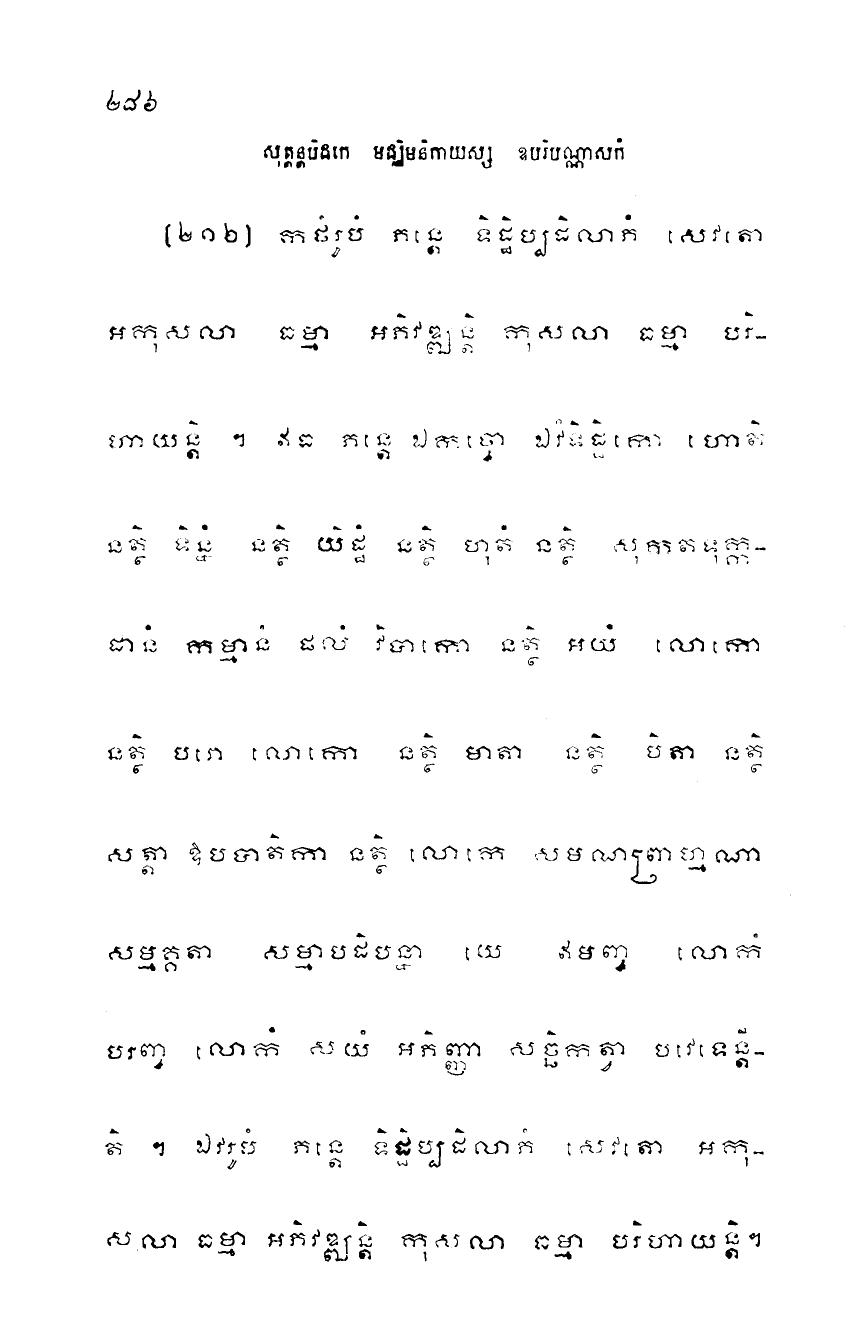 ២៨៦
សុត្តន្តបិដកេ មជ្ឈិមនិកាយស្ស ឧបរិបណ្ណាសកំ
(២១២) កថំរូបំ ភន្តេ ទិដ្ឋិប្បដិលាភំ សេវតោ
អកុសលា ធម្មា អភិវឌ្ឍន្តិ កុសលា ធម្មា បរិ-
ហាយន្តិ ។ ឥធ ភន្តេ ឯកច្ចោ ឯវំទិដ្ឋិកោ ហោតិ
នត្ថិ ទិន្នំ នត្ថិ យិដ្ឋំ នត្ថិ ហុតំ នត្ថិ សុកតទុក្ក-
ដានំ កម្មានំ ផលំ វិបាកោ នត្ថិ អយំ លោកោ
នត្ថិ បរោ លោកោ នត្ថិ មាតា នត្ថិ បិតា នត្ថិ
សត្តា ឱបបាតិកា នត្ថិ លោកេ សមណព្រាហ្មណា
សម្មគ្គតា សម្មាបដិបន្នា យេ ឥមញ្ច លោកំ
បរញ្ច លោកំ សយំ អភិញ្ញា សច្ឆិកត្វា បវេទេន្តី-
តិ ។ ឯវរូបំ ភន្តេ ទិដ្ឋិប្បដិលាភំ សេវតោ អកុ-
សលា ធម្មា អភិវឌ្ឍន្តិ កុសលា ធម្មា បរិហាយន្តិ។